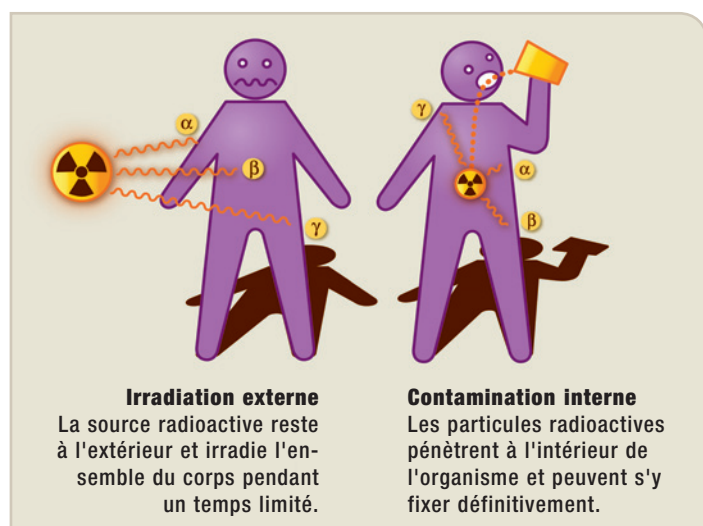 α
β
γ
γ
α
β
Irradiation externe
La source radioactive reste
à l'extérieur et irradie l'en-
semble du corps pendant
un temps limité.
Contamination interne
Les particules radioactives
pénètrent à l'intérieur de
l'organisme et peuvent s'y
fixer définitivement.